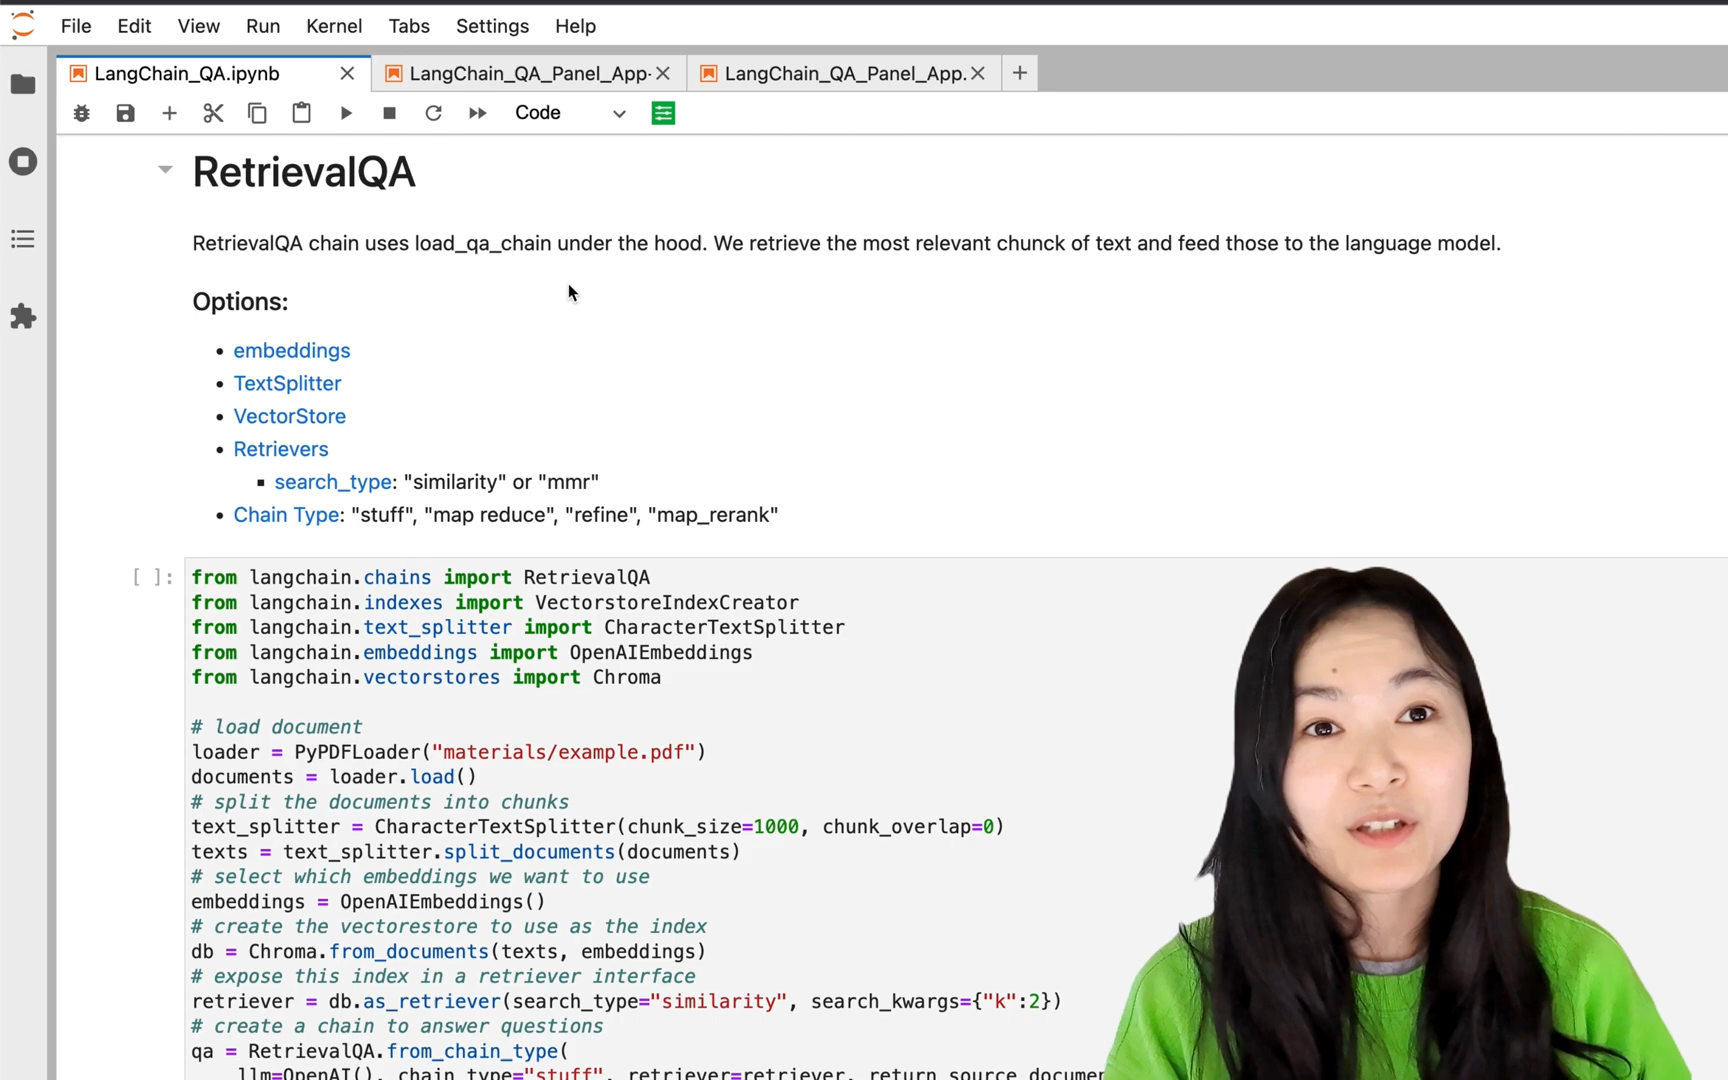 File Edit View Run Kernel Tabs Settings Help
LangChain_QA.ipynb LangChain_QA_Panel_App- LangChain_QA_Panel_App.
Code
RetrievalQA
RetrievalQA chain uses load_qa_chain under the hood. We retrieve the most relevant chunck of text and feed those to the language model.
Options:
embeddings
TextSplitter
VectorStore
Retrievers
search_type: "similarity" or "mmr"
Chain Type: "stuff", "map reduce", "refine", "map_rerank"
[ ]: from langchain.chains import RetrievalQA
from langchain.indexes import VectorstoreIndexCreator
from langchain.text_splitter import CharacterTextSplitter
from langchain.embeddings import OpenAIEmbeddings
from langchain.vectorstores import Chroma
# load document
loader = PyPDFLoader("materials/example.pdf")
documents = loader.load()
# split the documents into chunks
text_splitter = CharacterTextSplitter(chunk_size=1000, chunk_overlap=0)
texts = text_splitter.split_documents(documents)
# select which embeddings we want to use
embeddings = OpenAIEmbeddings()
# create the vectorestore to use as the index
db = Chroma.from_documents(texts, embeddings)
# expose this index in a retriever interface
retriever = db.as_retriever(search_type="similarity", search_kwargs={"k":2})
# create a chain to answer questions
qa = RetrievalQA.from_chain_type(
llm=OpenAI(), chain_type="stuff", retriever=retriever, return_source_documen